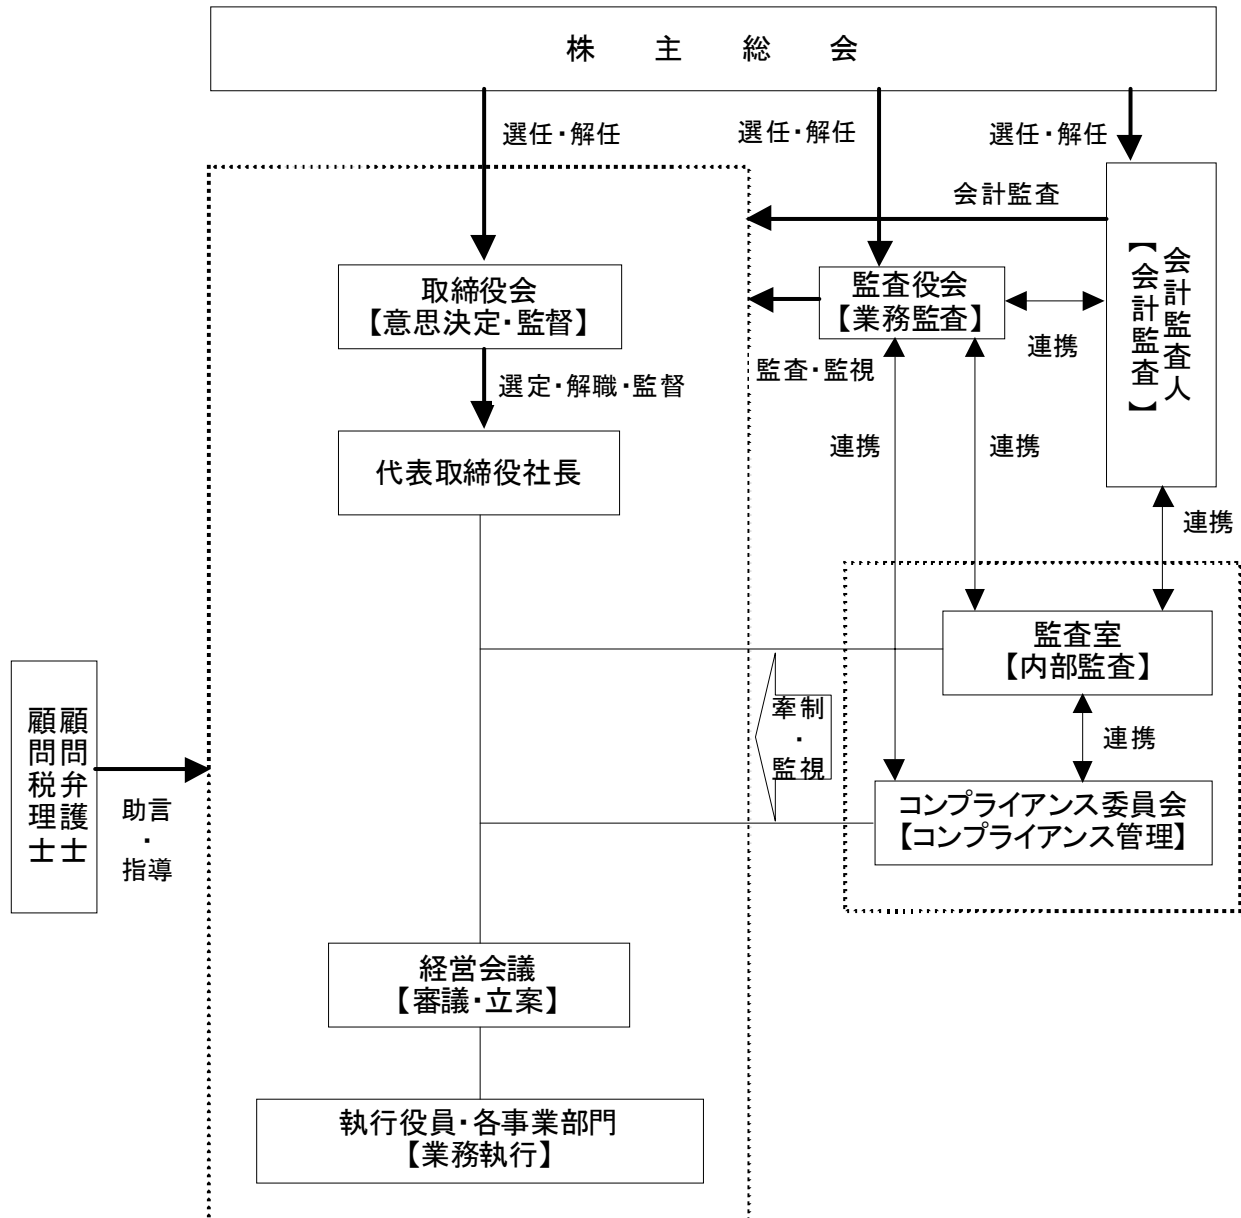 株主総会
選任・解任
選任・解任
選任・解任
会計監査
会計監査人
【会計監査】
取締役会
【意思決定・監督】
監査役会
【業務監査】
連携
選定・解職・監督
監査・監視
代表取締役社長
連携
連携
連携
監査室
【内部監査】
牽制
・
監視
連携
顧問弁護士
顧問税理士
助言
・
指導
コンプライアンス委員会
【コンプライアンス管理】
経営会議
【審議・立案】
執行役員・各事業部門
【業務執行】